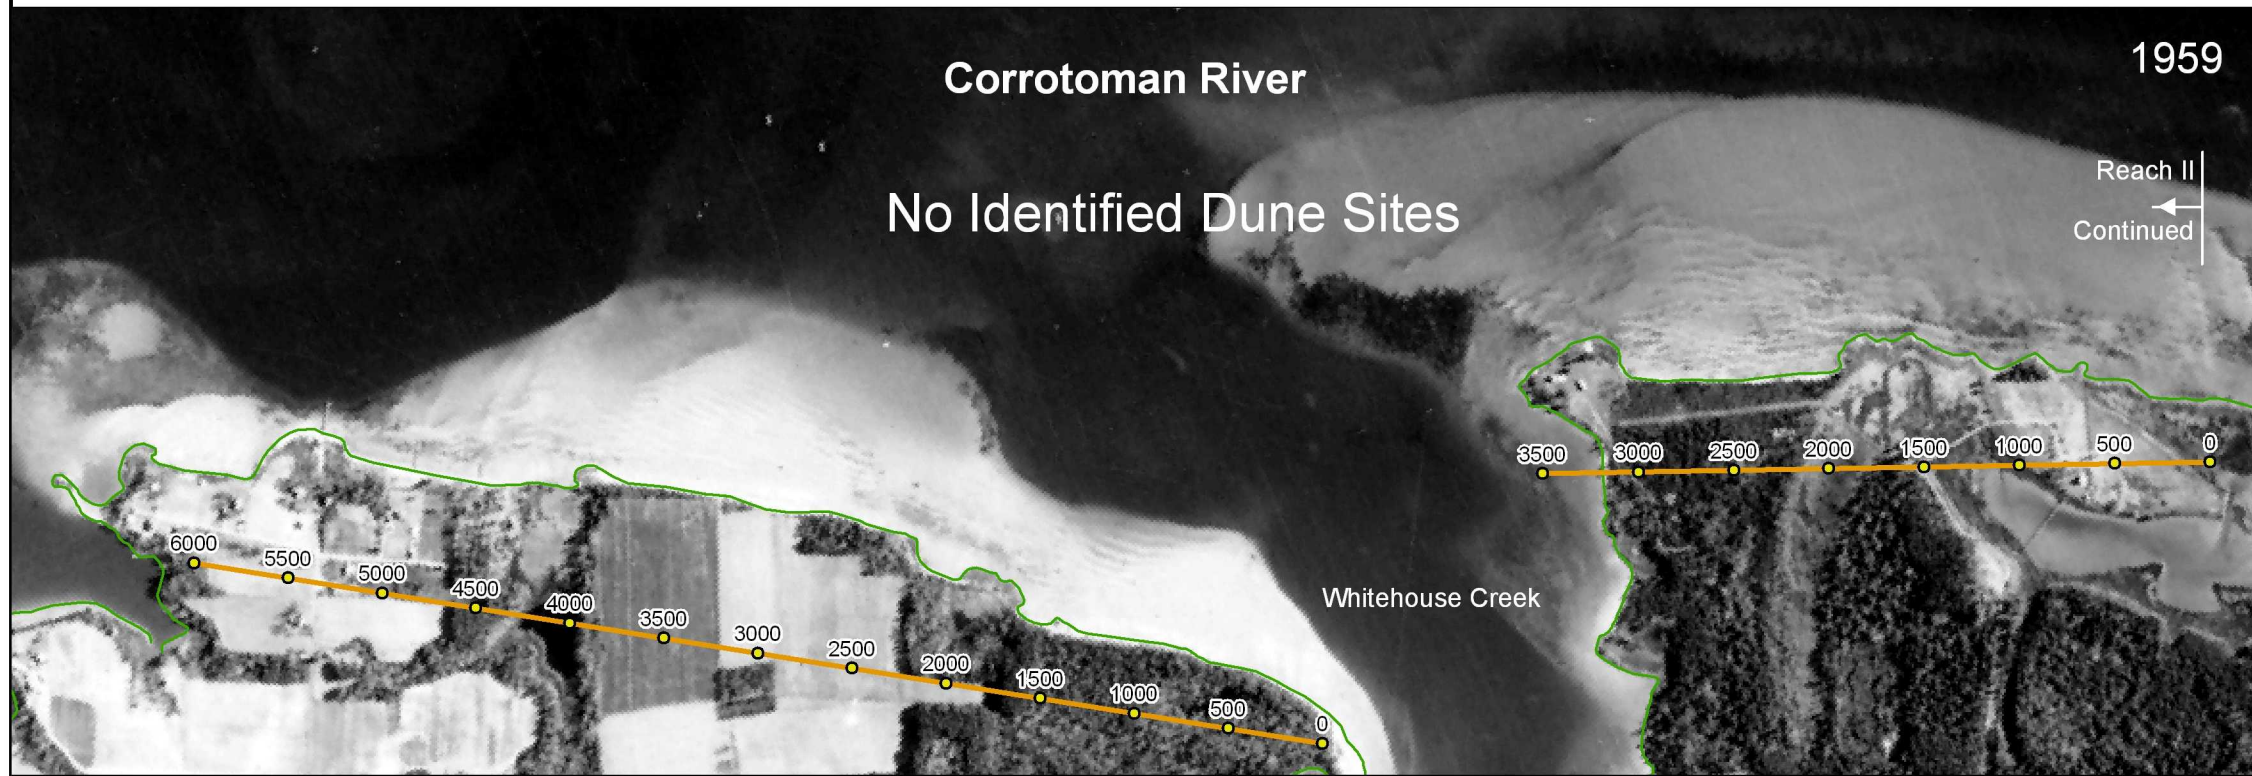 1959
Corrotoman River
No Identified Dune Sites
Reach II
Continued
3500 3000 2500 2000 1500 1000 500 0
Whitehouse Creek
6000 5500 5000 4500 4000 3500 3000 2500 2000 1500 1000 500 0